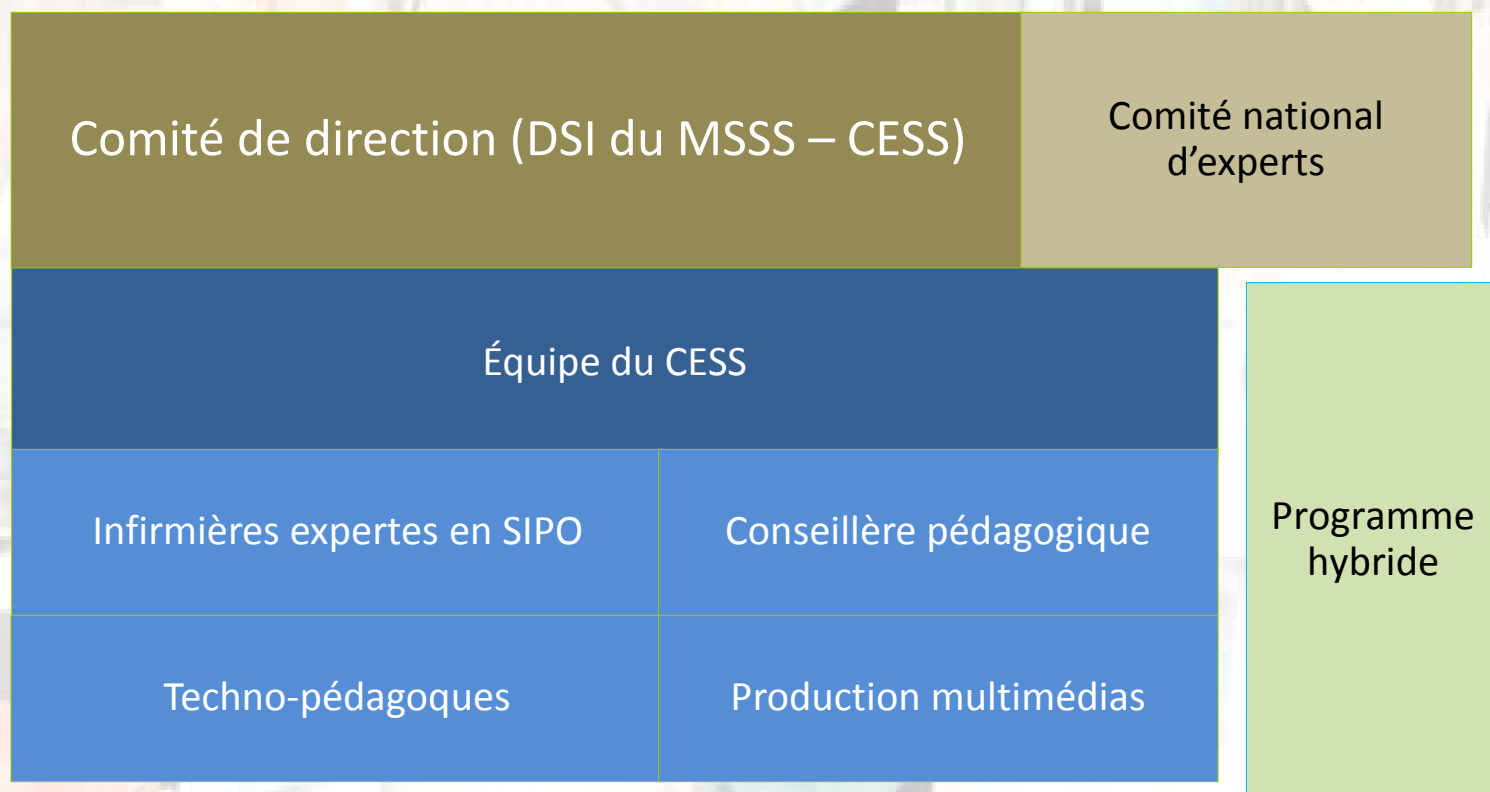 Comité de direction (DSI du MSSS – CESS)
Comité national
d’experts
Équipe du CESS
Infirmières expertes en SIPO
Conseillère pédagogique
Programme
hybride
Techno-pédagoques
Production multimédias